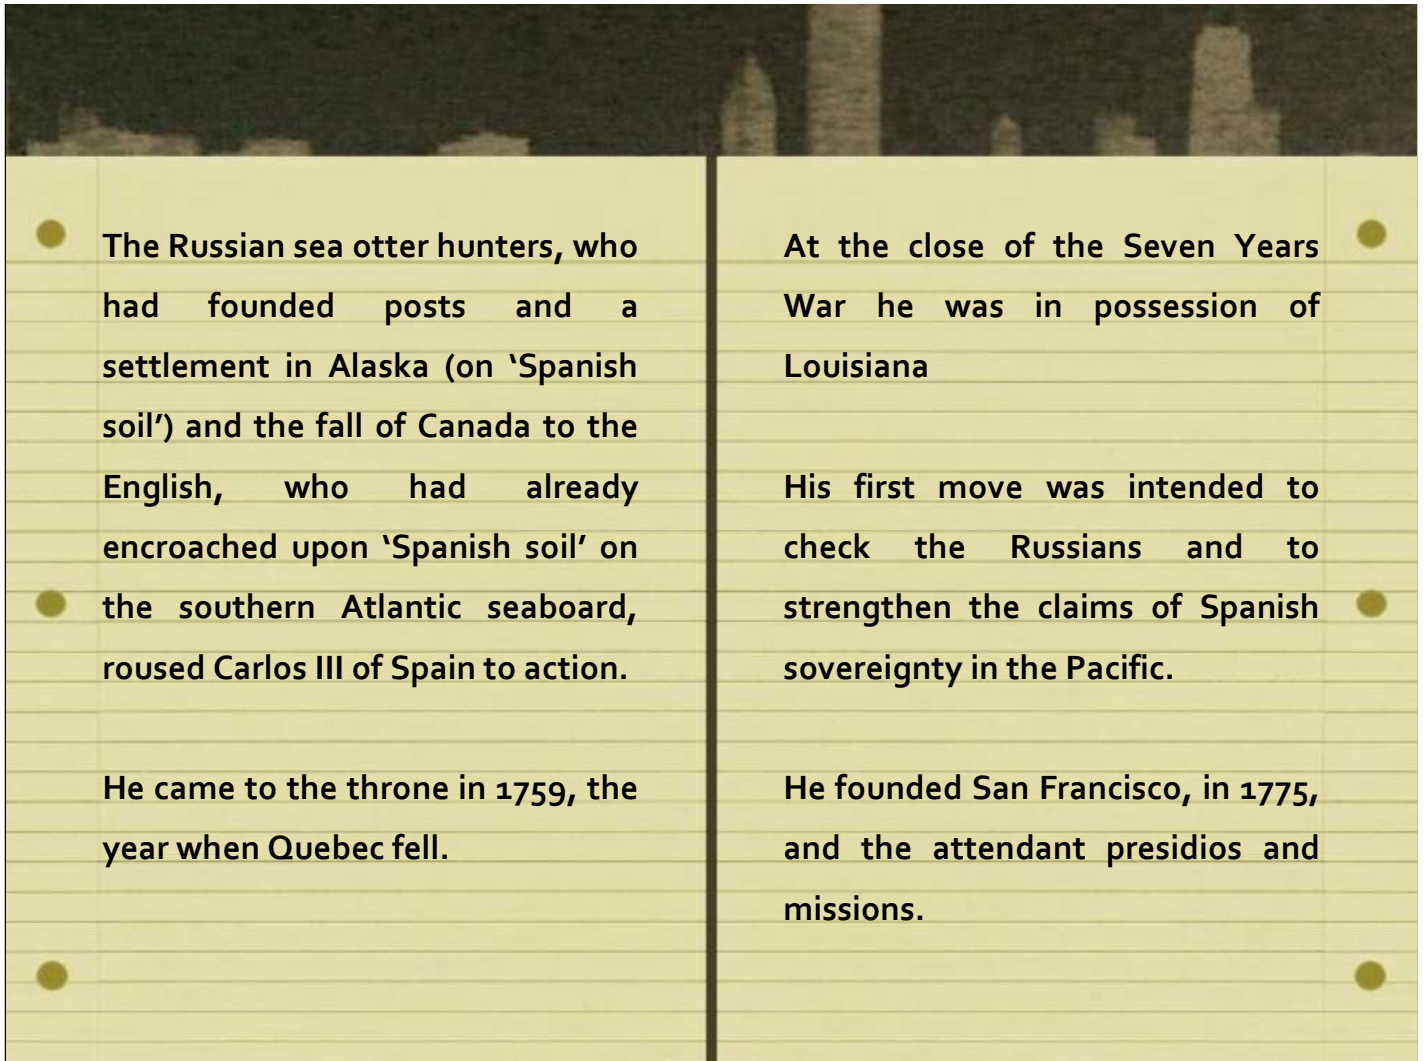 The Russian sea otter hunters, who
had founded posts and a
settlement in Alaska (on ‘Spanish
soil’) and the fall of Canada to the
English, who had already
encroached upon ‘Spanish soil’ on
the southern Atlantic seaboard,
roused Carlos III of Spain to action.
He came to the throne in 1759, the
year when Quebec fell.
At the close of the Seven Years
War he was in possession of
Louisiana
His first move was intended to
check the Russians and to
strengthen the claims of Spanish
sovereignty in the Pacific.
He founded San Francisco, in 1775,
and the attendant presidios and
missions.